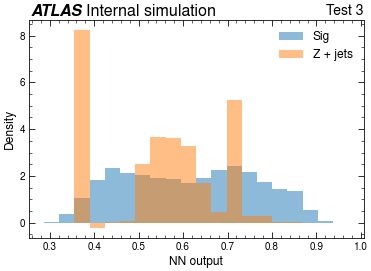 ATLAS Internal simulation Test 3
Sig
Z + jets
Density
8
6
4
2
0
0.3 0.4 0.5 0.6 0.7 0.8 0.9 1.0
NN output